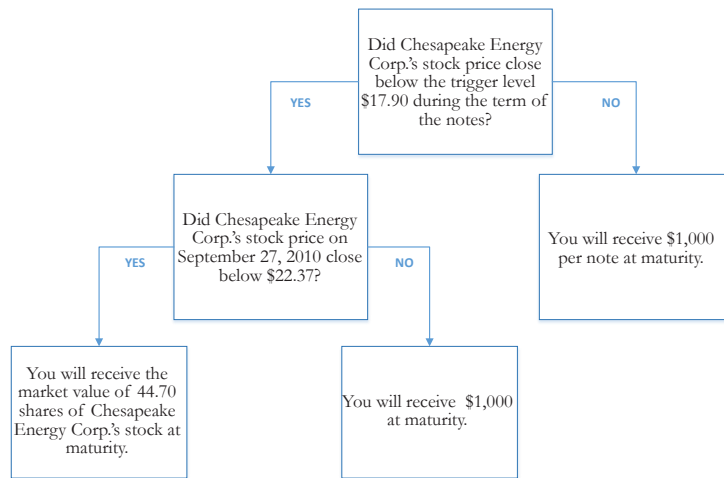 Did Chesapeake Energy
Corp.'s stock price close
below the trigger level
$17.90 during the term of
the notes?
YES
NO
Did Chesapeake Energy
Corp.'s stock price on
September 27, 2010 close
below $22.37?
You will receive $1,000
per note at maturity.
YES
NO
You will receive the
market value of 44.70
shares of Chesapeake
Energy Corp.'s stock at
maturity.
You will receive $1,000
at maturity.